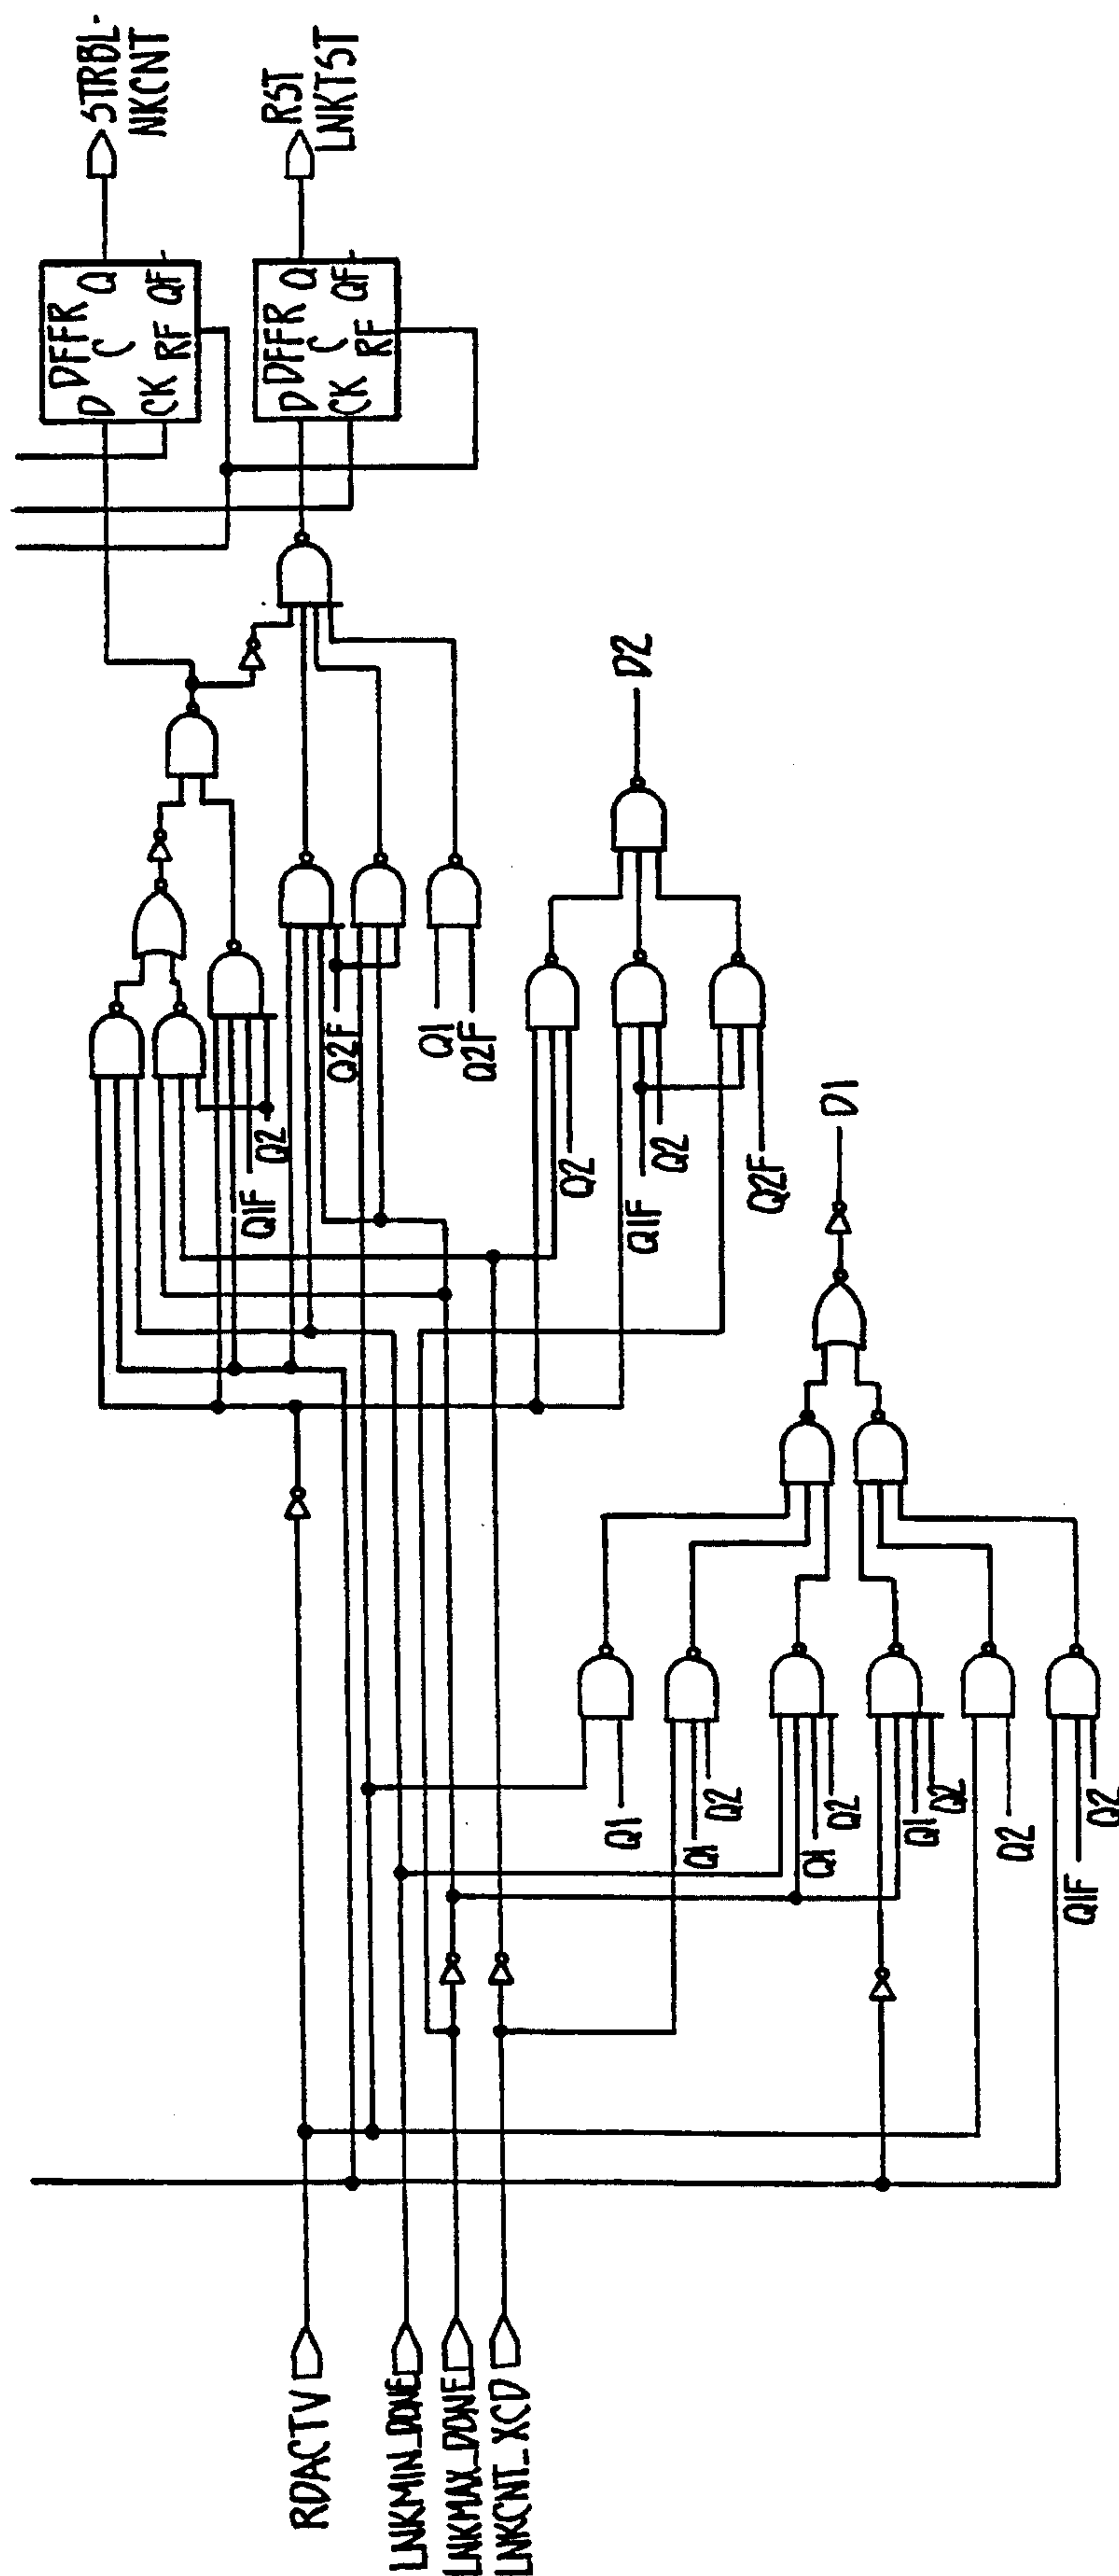 STRBL-
NKCNT
RST
LNKTST
DFFR
D
C
Q
CK
RF
QF
DFFR
D
C
Q
CK
RF
QF
Q2F
Q1
Q2F
Q1F
Q2
D2
Q2
Q1F
Q2
Q2F
D1
Q1
Q1
Q2
Q1
Q2
Q1
Q2
Q2
Q1F
Q2
RDACTV
LNKMIN_DONE
LNKMAX_DONE
LNKCNT_XCD